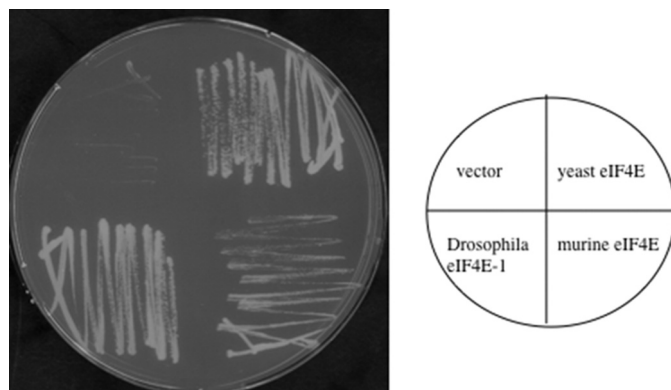 vector
yeast eIF4E
Drosophila
eIF4E-1
murine eIF4E